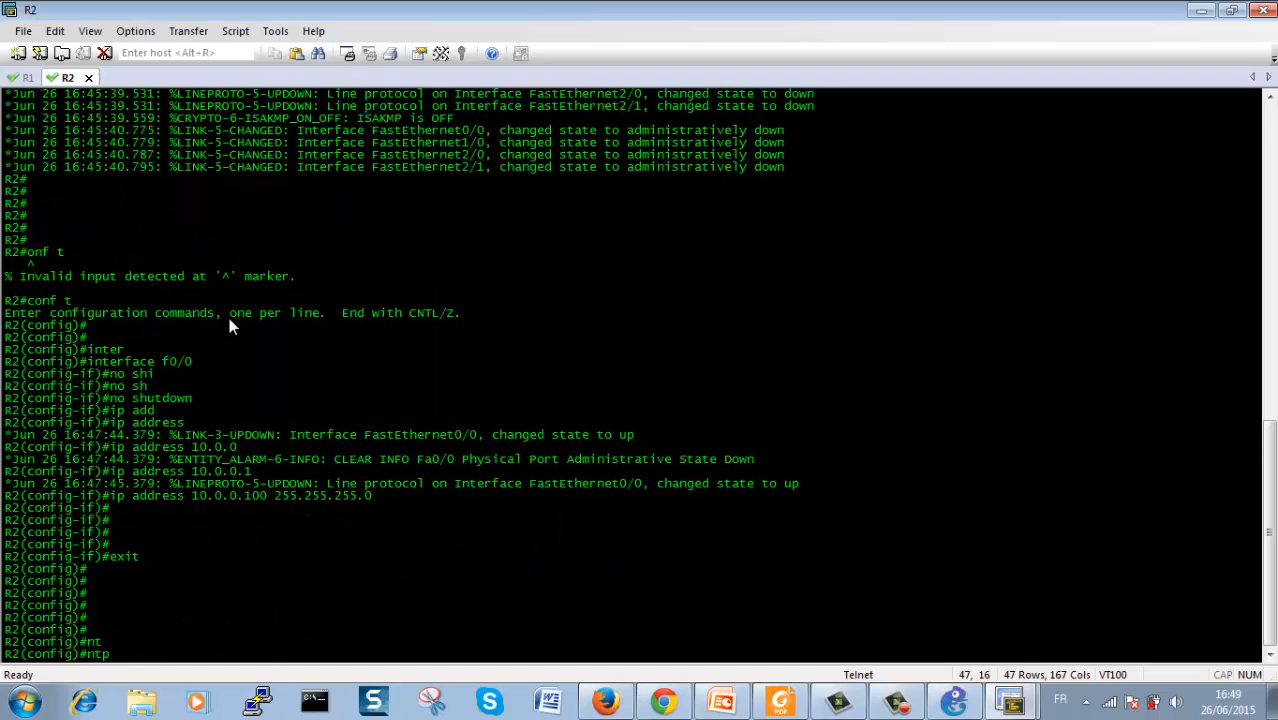 R2
File Edit View Options Transfer Script Tools Help
Enter host <Alt+R>
R1 R2
*Jun 26 16:45:39.531: %LINEPROTO-5-UPDOWN: Line protocol on Interface FastEthernet2/0, changed state to down
*Jun 26 16:45:39.531: %LINEPROTO-5-UPDOWN: Line protocol on Interface FastEthernet2/1, changed state to down
*Jun 26 16:45:39.559: %CRYPTO-6-ISAKMP_ON_OFF: ISAKMP is OFF
*Jun 26 16:45:40.775: %LINK-5-CHANGED: Interface FastEthernet0/0, changed state to administratively down
*Jun 26 16:45:40.779: %LINK-5-CHANGED: Interface FastEthernet1/0, changed state to administratively down
*Jun 26 16:45:40.787: %LINK-5-CHANGED: Interface FastEthernet2/0, changed state to administratively down
*Jun 26 16:45:40.795: %LINK-5-CHANGED: Interface FastEthernet2/1, changed state to administratively down
R2#
R2#
R2#
R2#
R2#
R2#
R2#onf t
^
% Invalid input detected at '^' marker.
R2#conf t
Enter configuration commands, one per line.  End with CNTL/Z.
R2(config)#
R2(config)#
R2(config)#inter
R2(config)#interface f0/0
R2(config-if)#no shi
R2(config-if)#no sh
R2(config-if)#no shutdown
R2(config-if)#ip add
R2(config-if)#ip address
*Jun 26 16:47:44.379: %LINK-3-UPDOWN: Interface FastEthernet0/0, changed state to up
R2(config-if)#ip address 10.0.0.0
*Jun 26 16:47:44.379: %ENTITY_ALARM-6-INFO: CLEAR INFO Fa0/0 Physical Port Administrative State Down
R2(config-if)#ip address 10.0.0.1
*Jun 26 16:47:45.379: %LINEPROTO-5-UPDOWN: Line protocol on Interface FastEthernet0/0, changed state to up
R2(config-if)#ip address 10.0.0.100 255.255.255.0
R2(config-if)#
R2(config-if)#
R2(config-if)#
R2(config-if)#
R2(config-if)#exit
R2(config)#
R2(config)#
R2(config)#
R2(config)#
R2(config)#
R2(config)#
R2(config)#nt
R2(config)#ntp
Ready Telnet 47, 16 47 Rows, 167 Cols VT100 CAP NUM
FR 16:49
26/06/2015